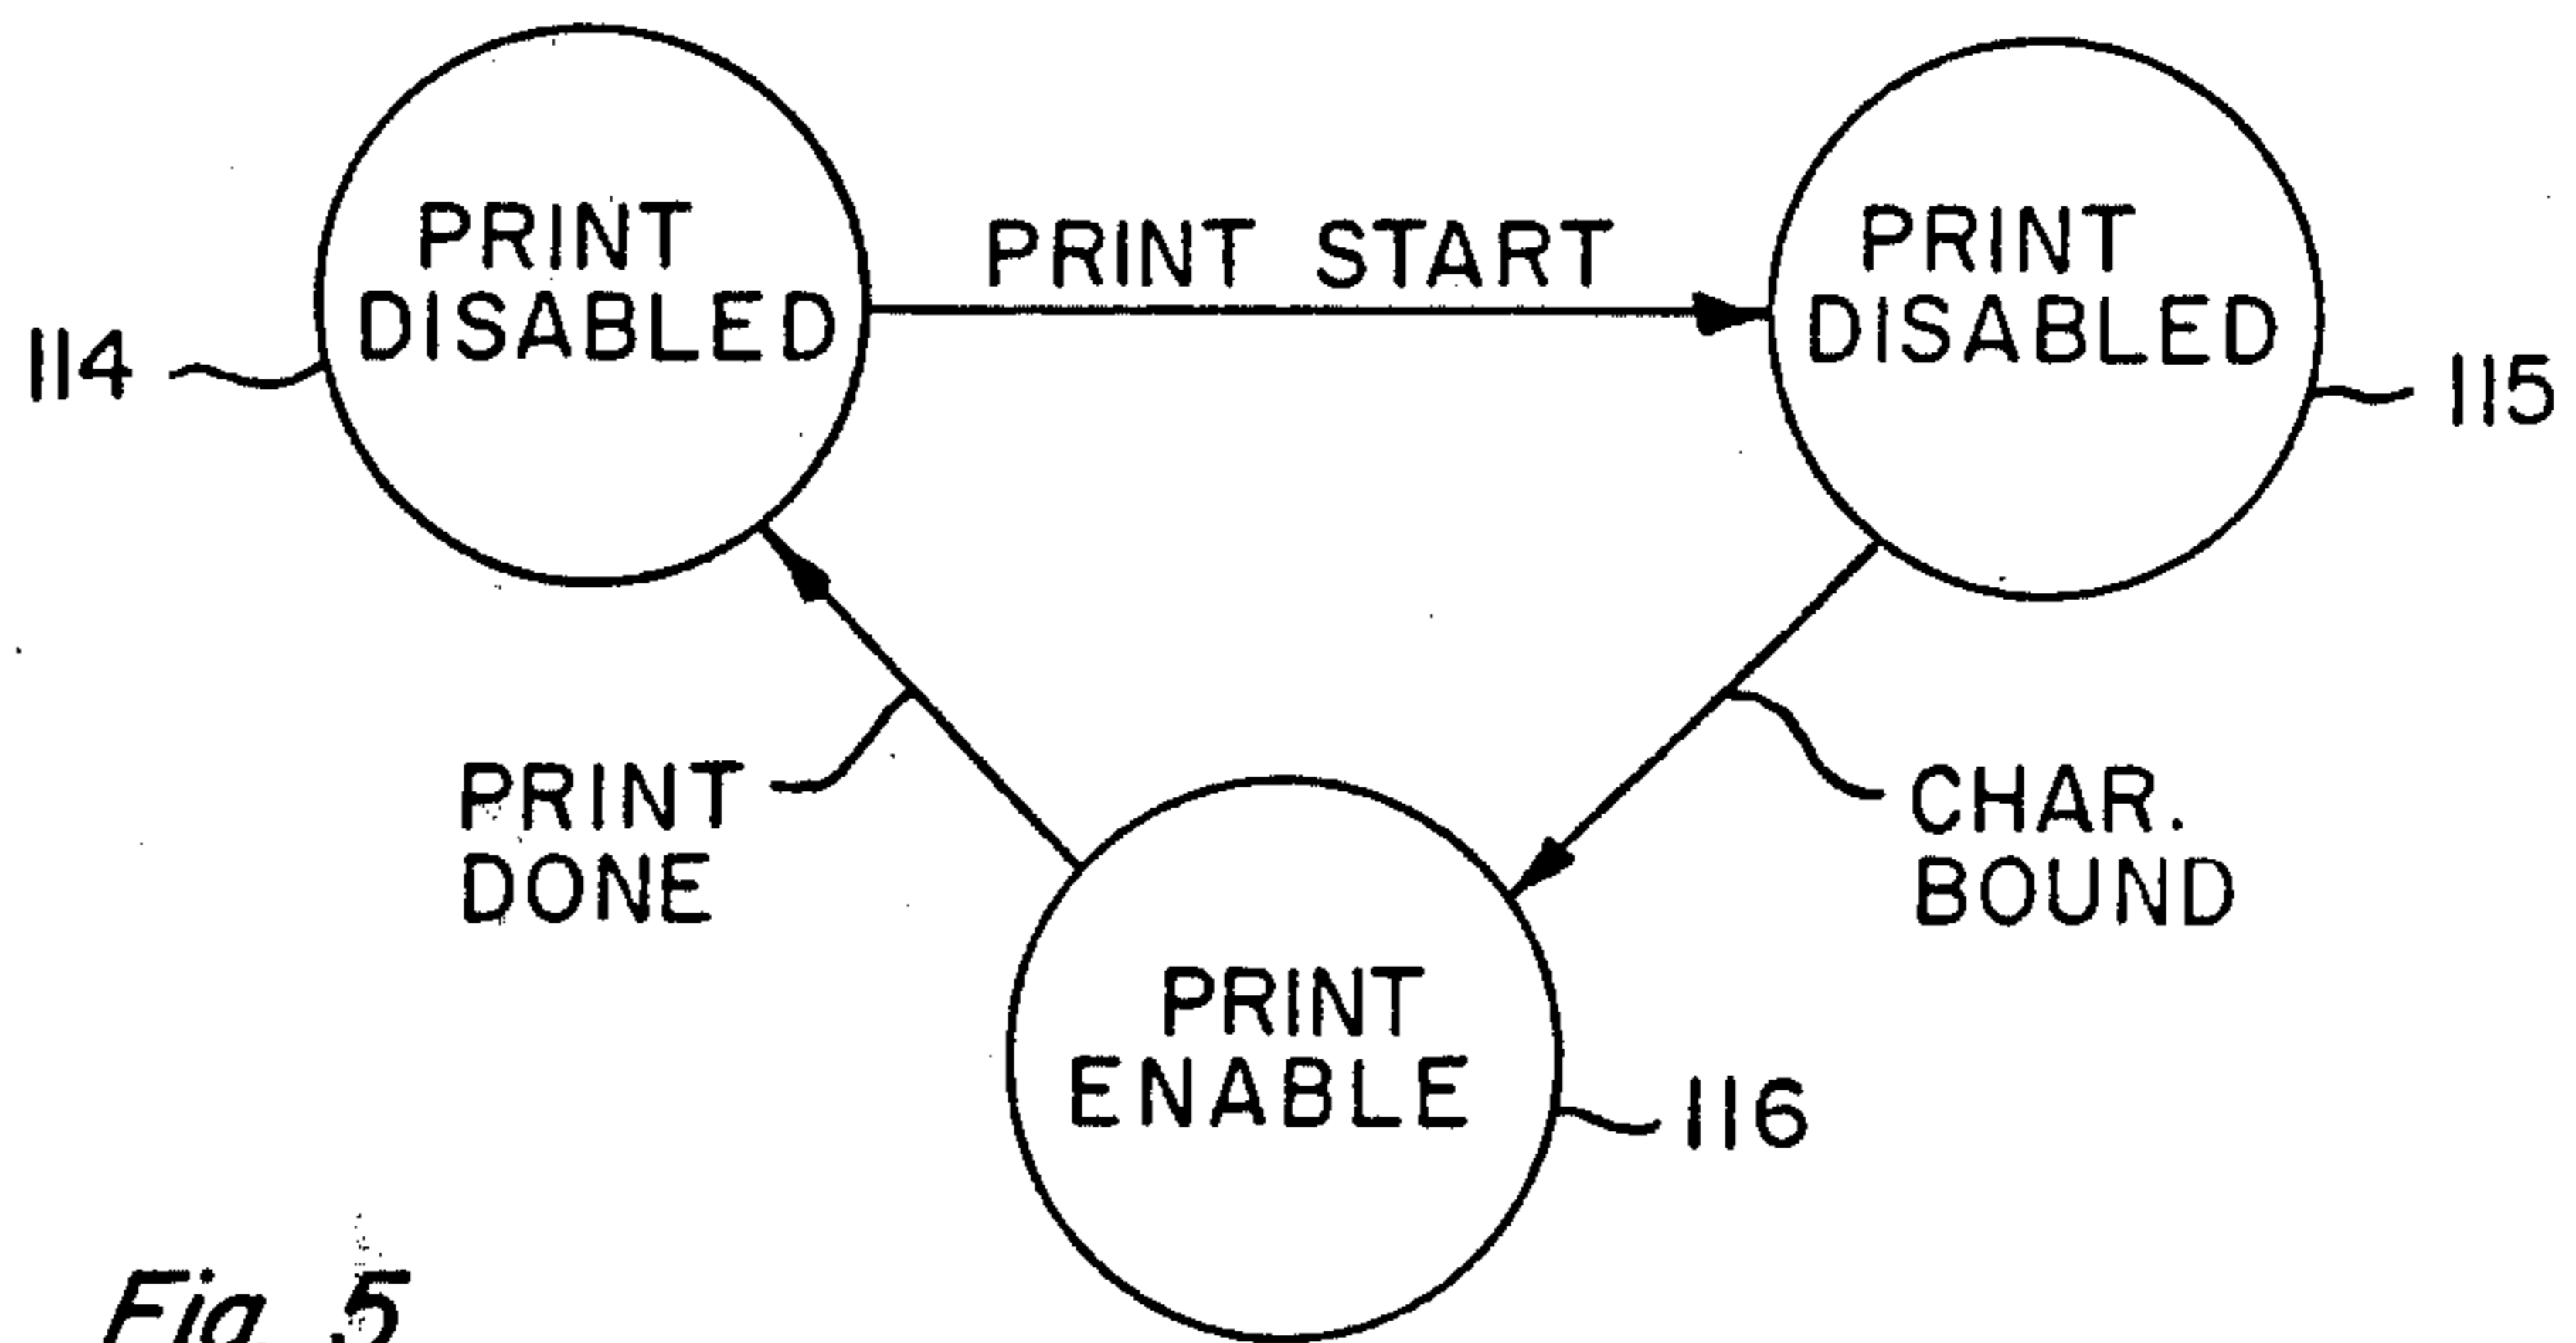 PRINT
DISABLED
114
PRINT START
PRINT
DISABLED
115
PRINT
DONE
CHAR.
BOUND
PRINT
ENABLE
116
Fig. 5